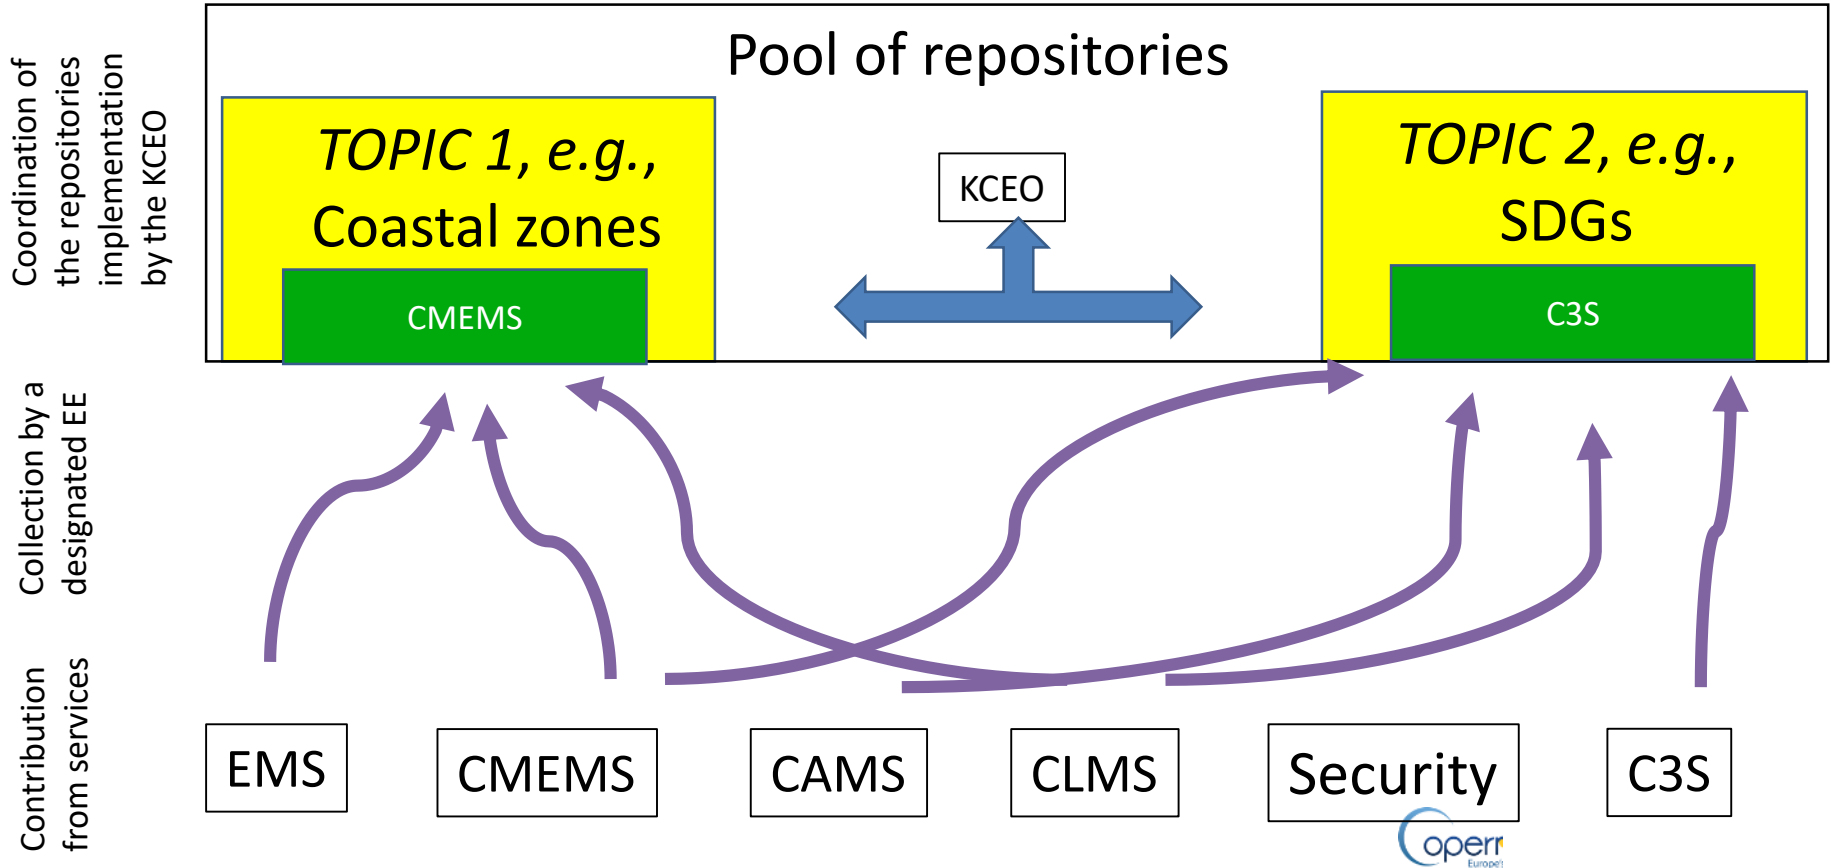 Pool of repositories
Coordination of
the repositories
implementation
by the KCEO
TOPIC 1, e.g.,
Coastal zones
CMEMS
KCEO
TOPIC 2, e.g.,
SDGs
C3S
Collection by a
designated EE
Contribution
from services
EMS
CMEMS
CAMS
CLMS
Security
C3S